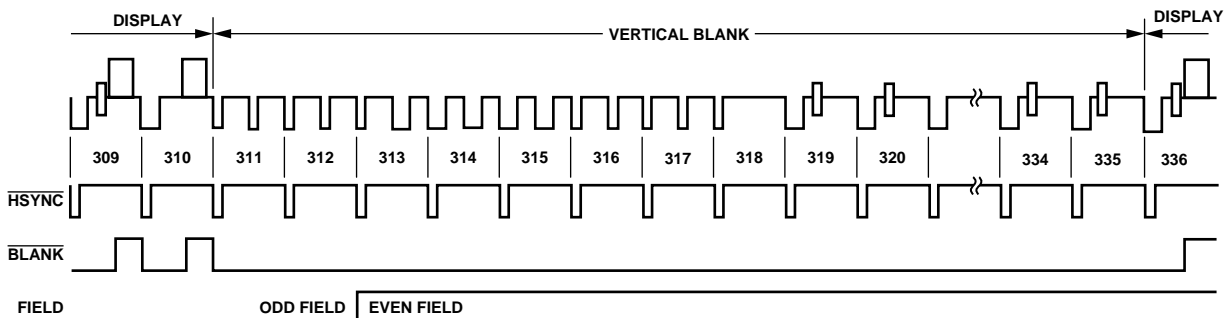 DISPLAY VERTICAL BLANK DISPLAY
309 310 311 312 313 314 315 316 317 318 319 320 334 335 336
HSYNC
BLANK
FIELD ODD FIELD EVEN FIELD